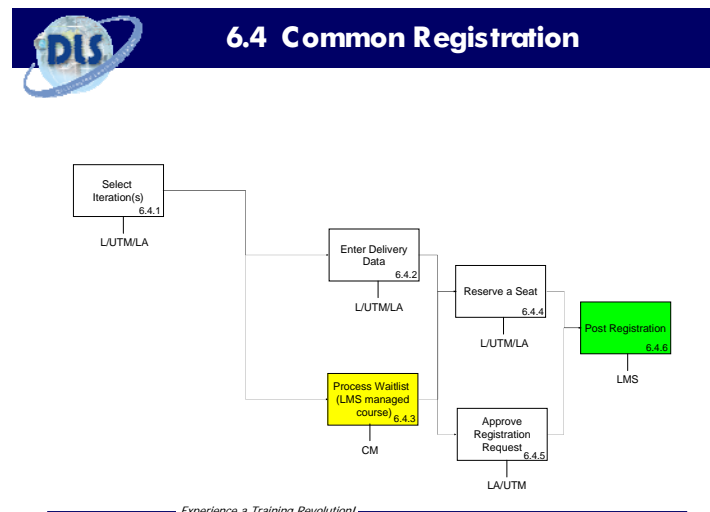 DLS
6.4 Common Registration
Select
Iteration(s)
6.4.1
L/UTM/LA
Enter Delivery
Data
6.4.2
L/UTM/LA
Process Waitlist
(LMS managed
course)
6.4.3
CM
Reserve a Seat
6.4.4
L/UTM/LA
Approve
Registration
Request
6.4.5
LA/UTM
Post Registration
6.4.6
LMS
Experience a Training Revolution!